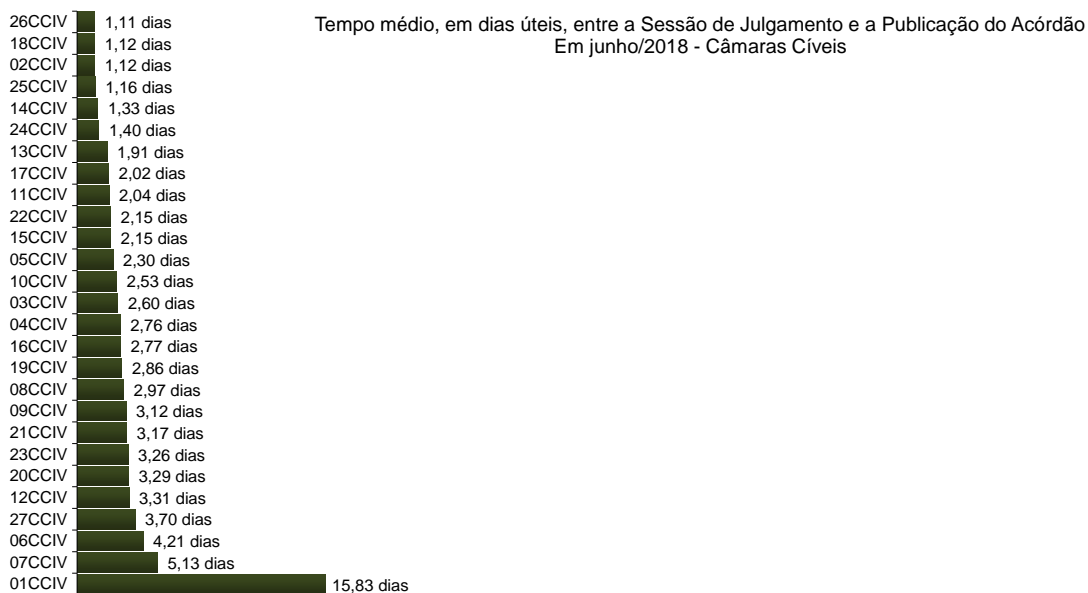 Tempo médio, em dias úteis, entre a Sessão de Julgamento e a Publicação do Acórdão
Em junho/2018 - Câmaras Cíveis
26CCIV 1,11 dias
18CCIV 1,12 dias
02CCIV 1,12 dias
25CCIV 1,16 dias
14CCIV 1,33 dias
24CCIV 1,40 dias
13CCIV 1,91 dias
17CCIV 2,02 dias
11CCIV 2,04 dias
22CCIV 2,15 dias
15CCIV 2,15 dias
05CCIV 2,30 dias
10CCIV 2,53 dias
03CCIV 2,60 dias
04CCIV 2,76 dias
16CCIV 2,77 dias
19CCIV 2,86 dias
08CCIV 2,97 dias
09CCIV 3,12 dias
21CCIV 3,17 dias
23CCIV 3,26 dias
20CCIV 3,29 dias
12CCIV 3,31 dias
27CCIV 3,70 dias
06CCIV 4,21 dias
07CCIV 5,13 dias
01CCIV 15,83 dias